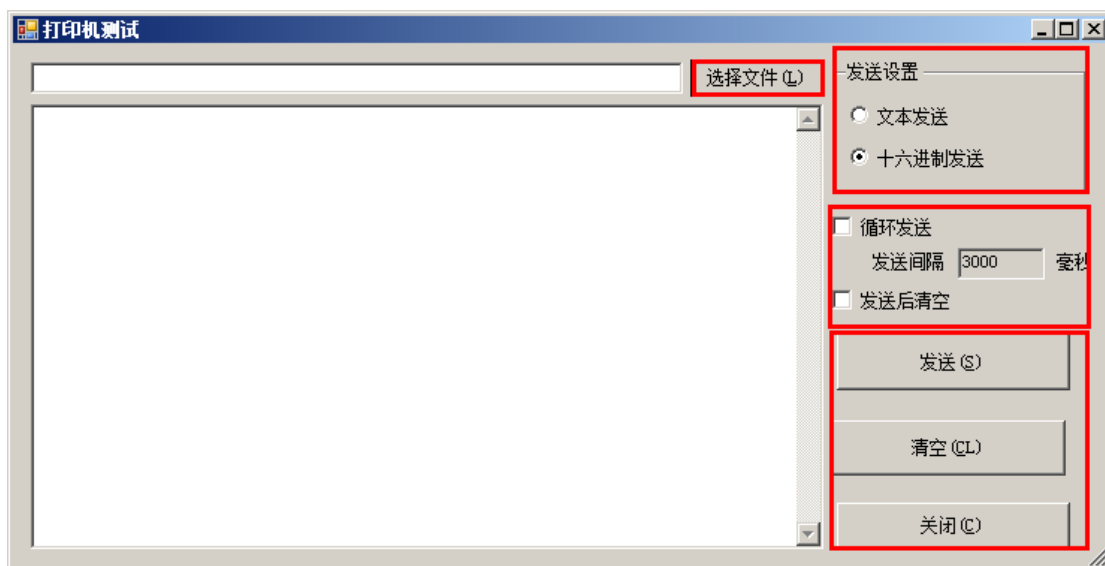 打印机测试
选择文件(L)
发送设置
文本发送
十六进制发送
循环发送
发送间隔 3000 毫秒
发送后清空
发送(S)
清空(CL)
关闭(C)